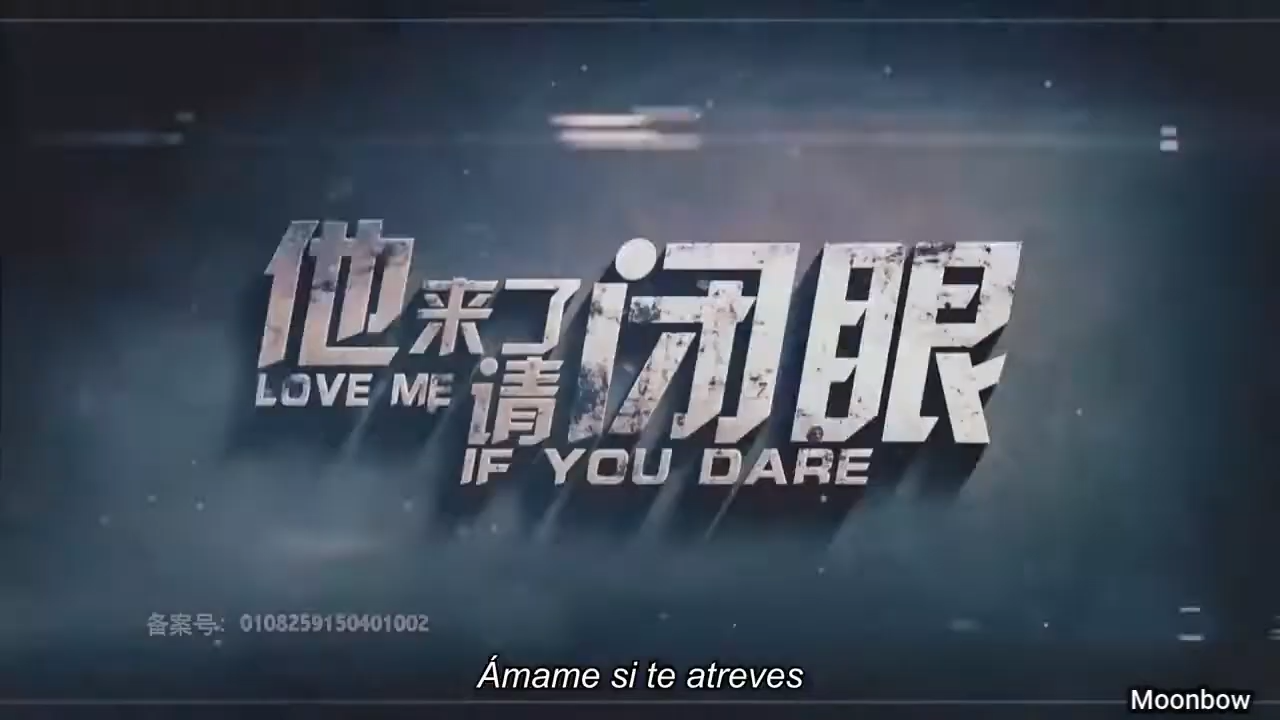 他来了
LOVE ME
请闭眼
IF YOU DARE
备案号: 0108259150401002
Ámame si te atreves
Moonbow